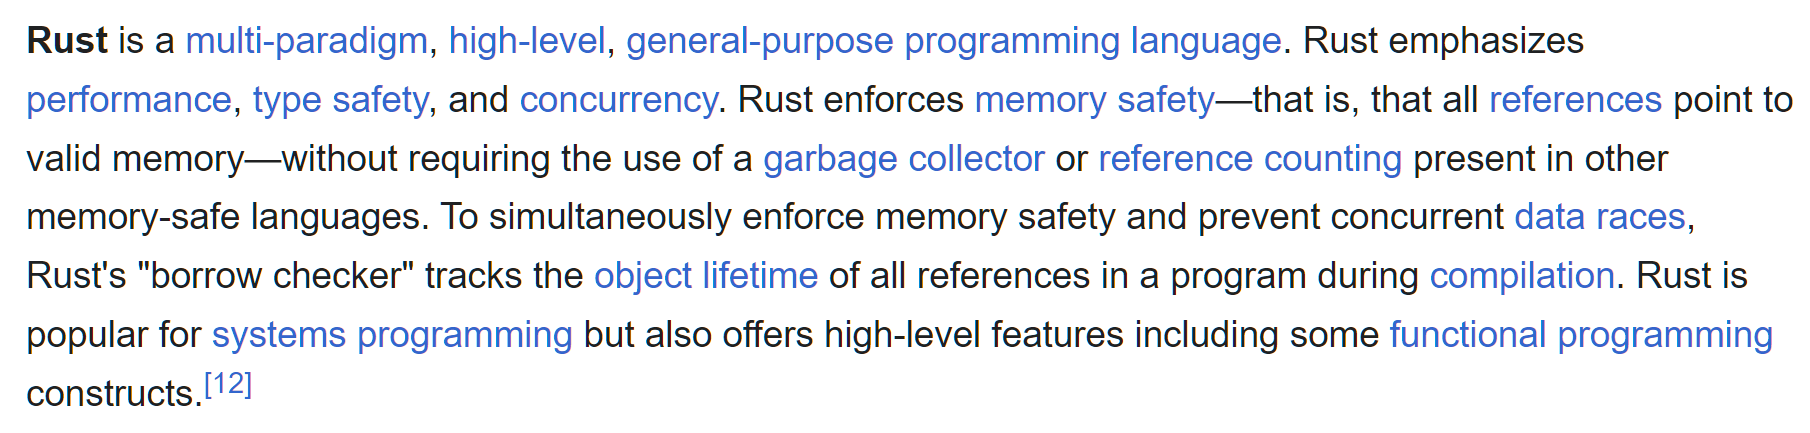 Rust is a multi-paradigm, high-level, general-purpose programming language. Rust emphasizes
performance, type safety, and concurrency. Rust enforces memory safety—that is, that all references point to
valid memory—without requiring the use of a garbage collector or reference counting present in other
memory-safe languages. To simultaneously enforce memory safety and prevent concurrent data races,
Rust's "borrow checker" tracks the object lifetime of all references in a program during compilation. Rust is
popular for systems programming but also offers high-level features including some functional programming
constructs.[12]